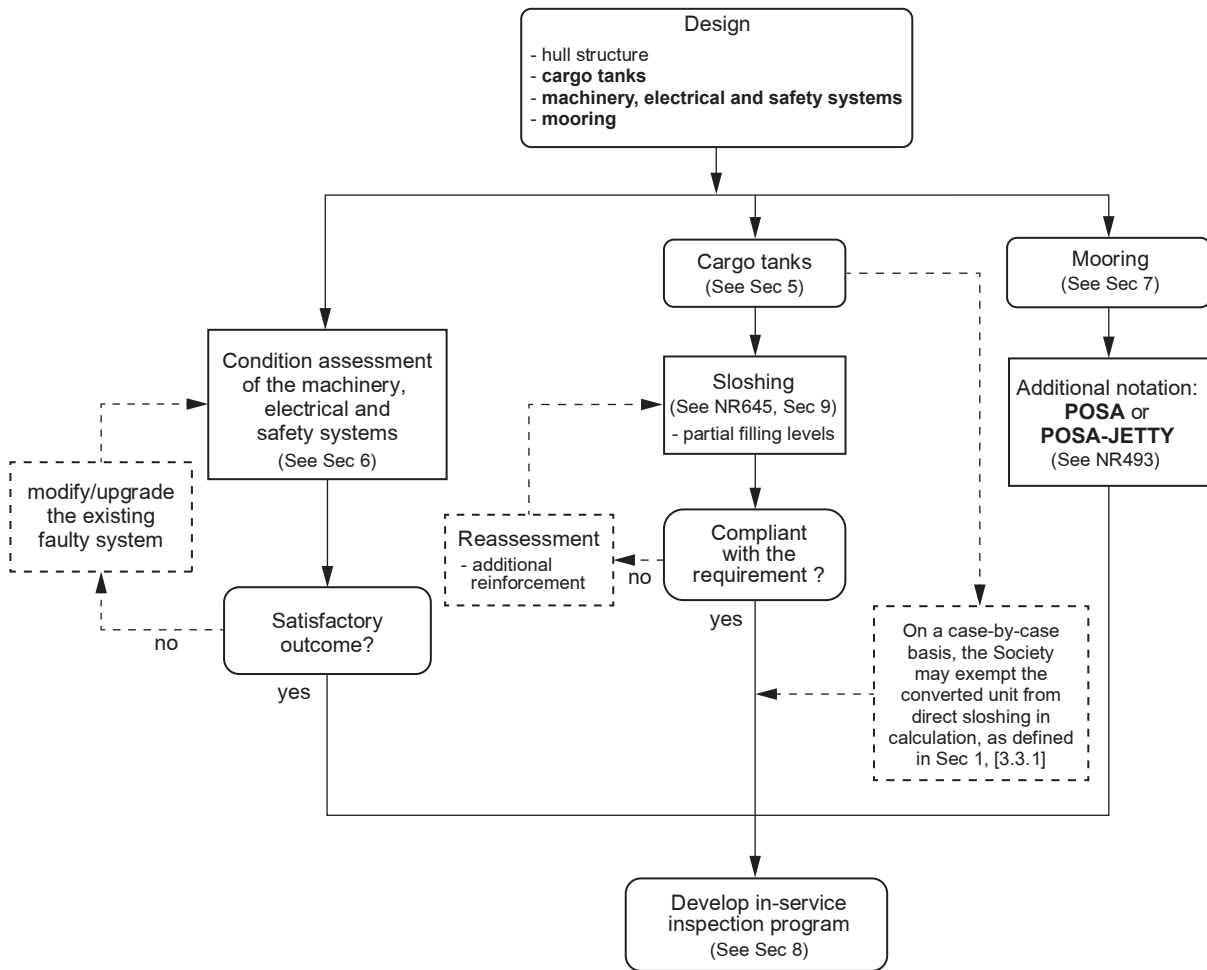 Design
- hull structure
- cargo tanks
- machinery, electrical and safety systems
- mooring
Cargo tanks
(See Sec 5)
Mooring
(See Sec 7)
Condition assessment
of the machinery,
electrical and
safety systems
(See Sec 6)
Sloshing
(See NR645, Sec 9)
- partial filling levels
Additional notation:
POSA or
POSA-JETTY
(See NR493)
modify/upgrade
the existing
faulty system
Reassessment
- additional
reinforcement
no
Compliant
with the
requirement ?
yes
Satisfactory
outcome?
no
yes
On a case-by-case
basis, the Society
may exempt the
converted unit from
direct sloshing in
calculation, as defined
in Sec 1, [3.3.1]
Develop in-service
inspection program
(See Sec 8)